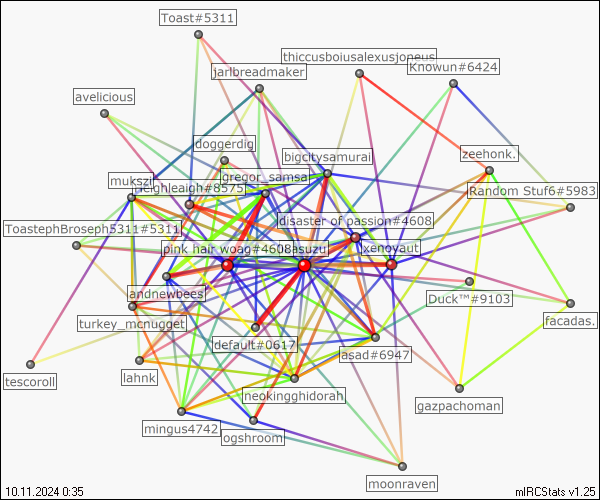 Toast#5311
thiccusboiusalexusjoneus
Knowun#6424
jarlbreadmaker
avelicious
doggerdig
bigcitysamurai
zeehonk.
gregor_samsa
mukszi
neighleigh#8575
Random Stuf6#5983
disaster of passion#4608
ToastephBroseph5311#5311
pink hair woag#4608
asuzu
xenoyaut
landnewbees
Duck™#9103
turkey_mcnugget
facadas.
default#0617
asad#6947
tescoroll
lahnk
neokingghidorah
gazpachoman
mingus4742
ogshroom
moonraven
10.11.2024 0:35
mIRCStats v1.25